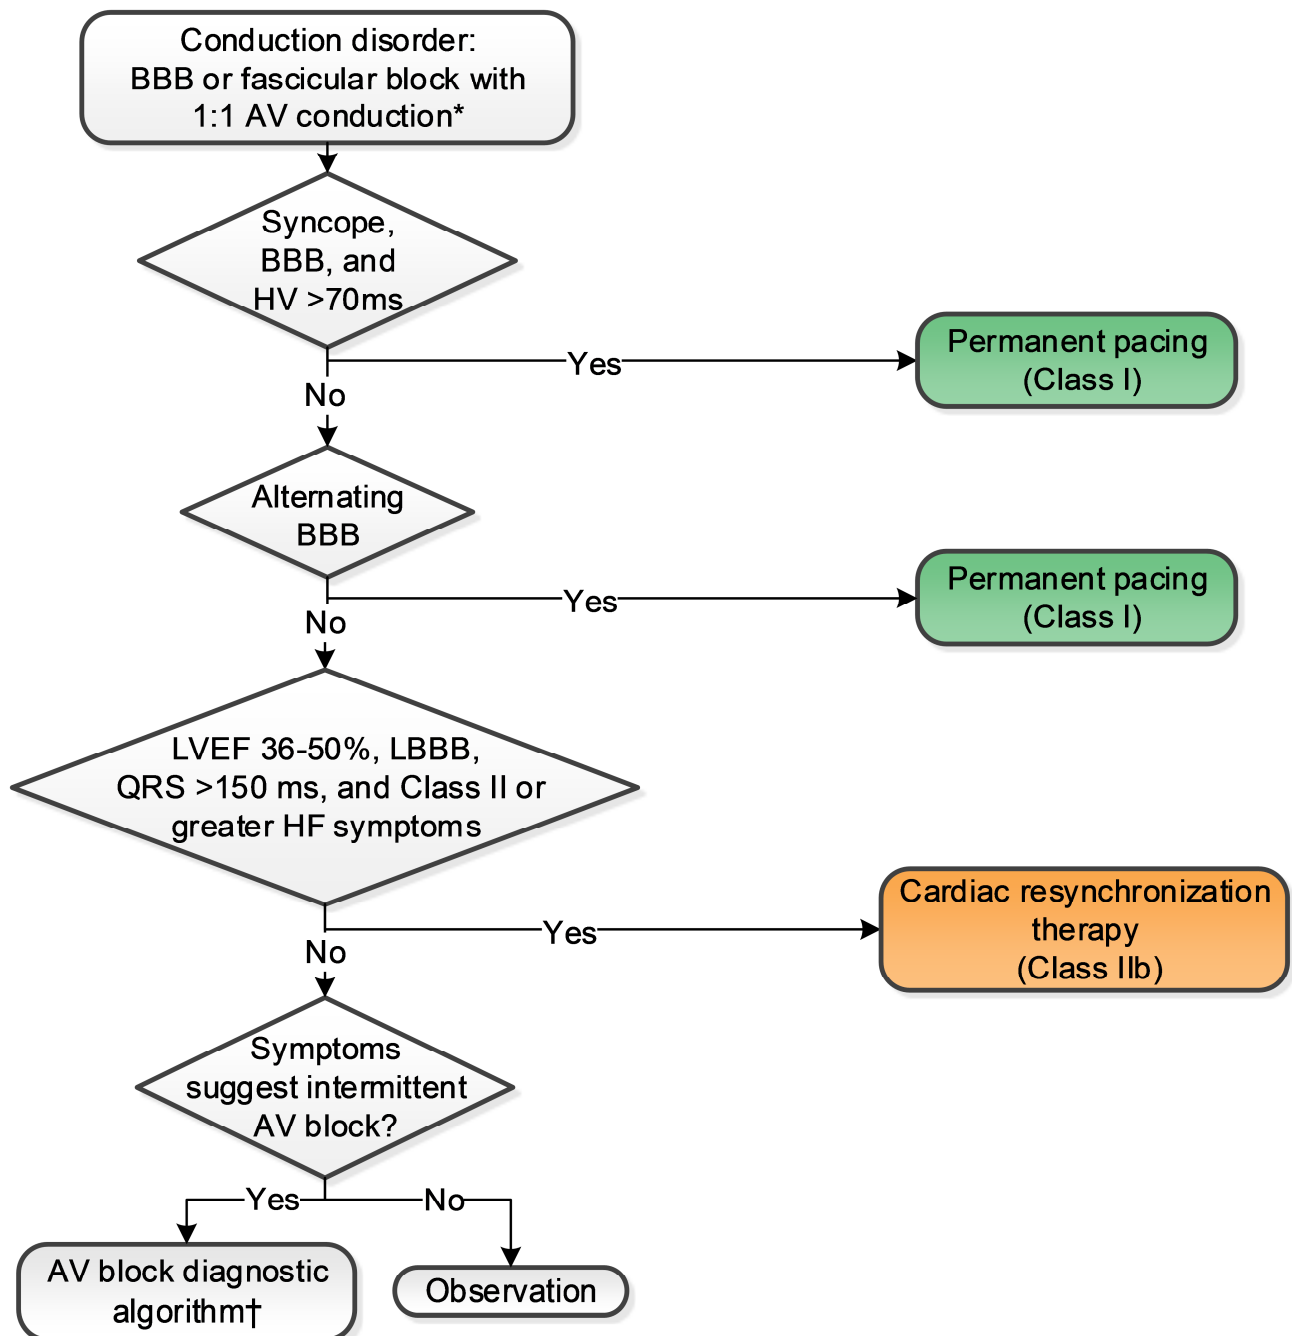 Conduction disorder:
BBB or fascicular block with
1:1 AV conduction*
Syncope,
BBB, and
HV >70ms
Yes
Permanent pacing
(Class I)
No
Alternating
BBB
Yes
Permanent pacing
(Class I)
No
LVEF 36-50%, LBBB,
QRS >150 ms, and Class II or
greater HF symptoms
Yes
Cardiac resynchronization
therapy
(Class IIb)
No
Symptoms
suggest intermittent
AV block?
Yes
No
AV block diagnostic
algorithm†
Observation